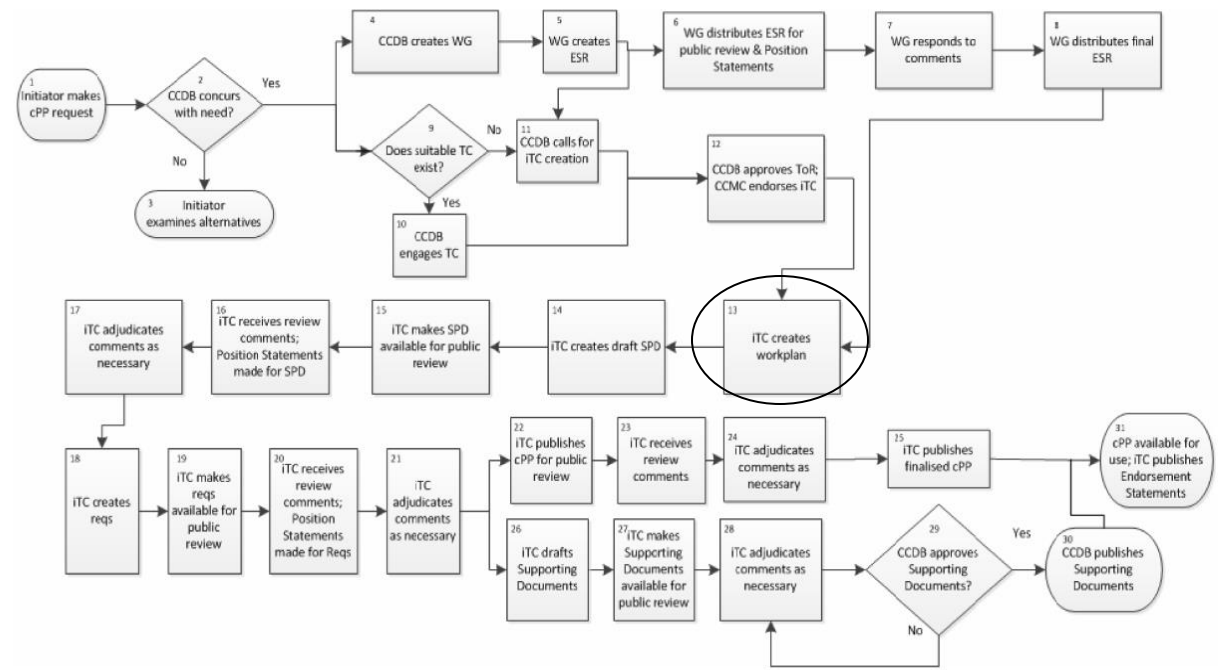 1
Initiator makes
cPP request
2
CCDB concurs
with need?
Yes
No
3
Initiator
examines alternatives
4
CCDB creates WG
5
WG creates
ESR
6
WG distributes ESR for
public review & Position
Statements
7
WG responds to
comments
8
WG distributes final
ESR
9
Does suitable TC
exist?
No
Yes
10
CCDB
engages TC
11
CCDB calls for
iTC creation
12
CCDB approves ToR;
CCMC endorses iTC
13
iTC creates
workplan
14
iTC creates draft SPD
15
iTC makes SPD
available for public
review
16
iTC receives review
comments;
Position Statements
made for SPD
17
iTC adjudicates
comments as
necessary
18
iTC creates
reqs
19
iTC makes
reqs
available for
public
review
20
iTC receives
review
comments;
Position
Statements
made for Reqs
21
iTC
adjudicates
comments
as necessary
22
iTC publishes
cPP for public
review
23
iTC receives
review
comments
24
iTC adjudicates
comments as
necessary
25
iTC publishes
finalised cPP
26
iTC drafts
Supporting
Documents
27
iTC makes
Supporting
Documents
available for
public review
28
iTC adjudicates
comments as
necessary
29
CCDB approves
Supporting
Documents?
Yes
No
30
CCDB publishes
Supporting
Documents
31
cPP available for
use; iTC publishes
Endorsement
Statements